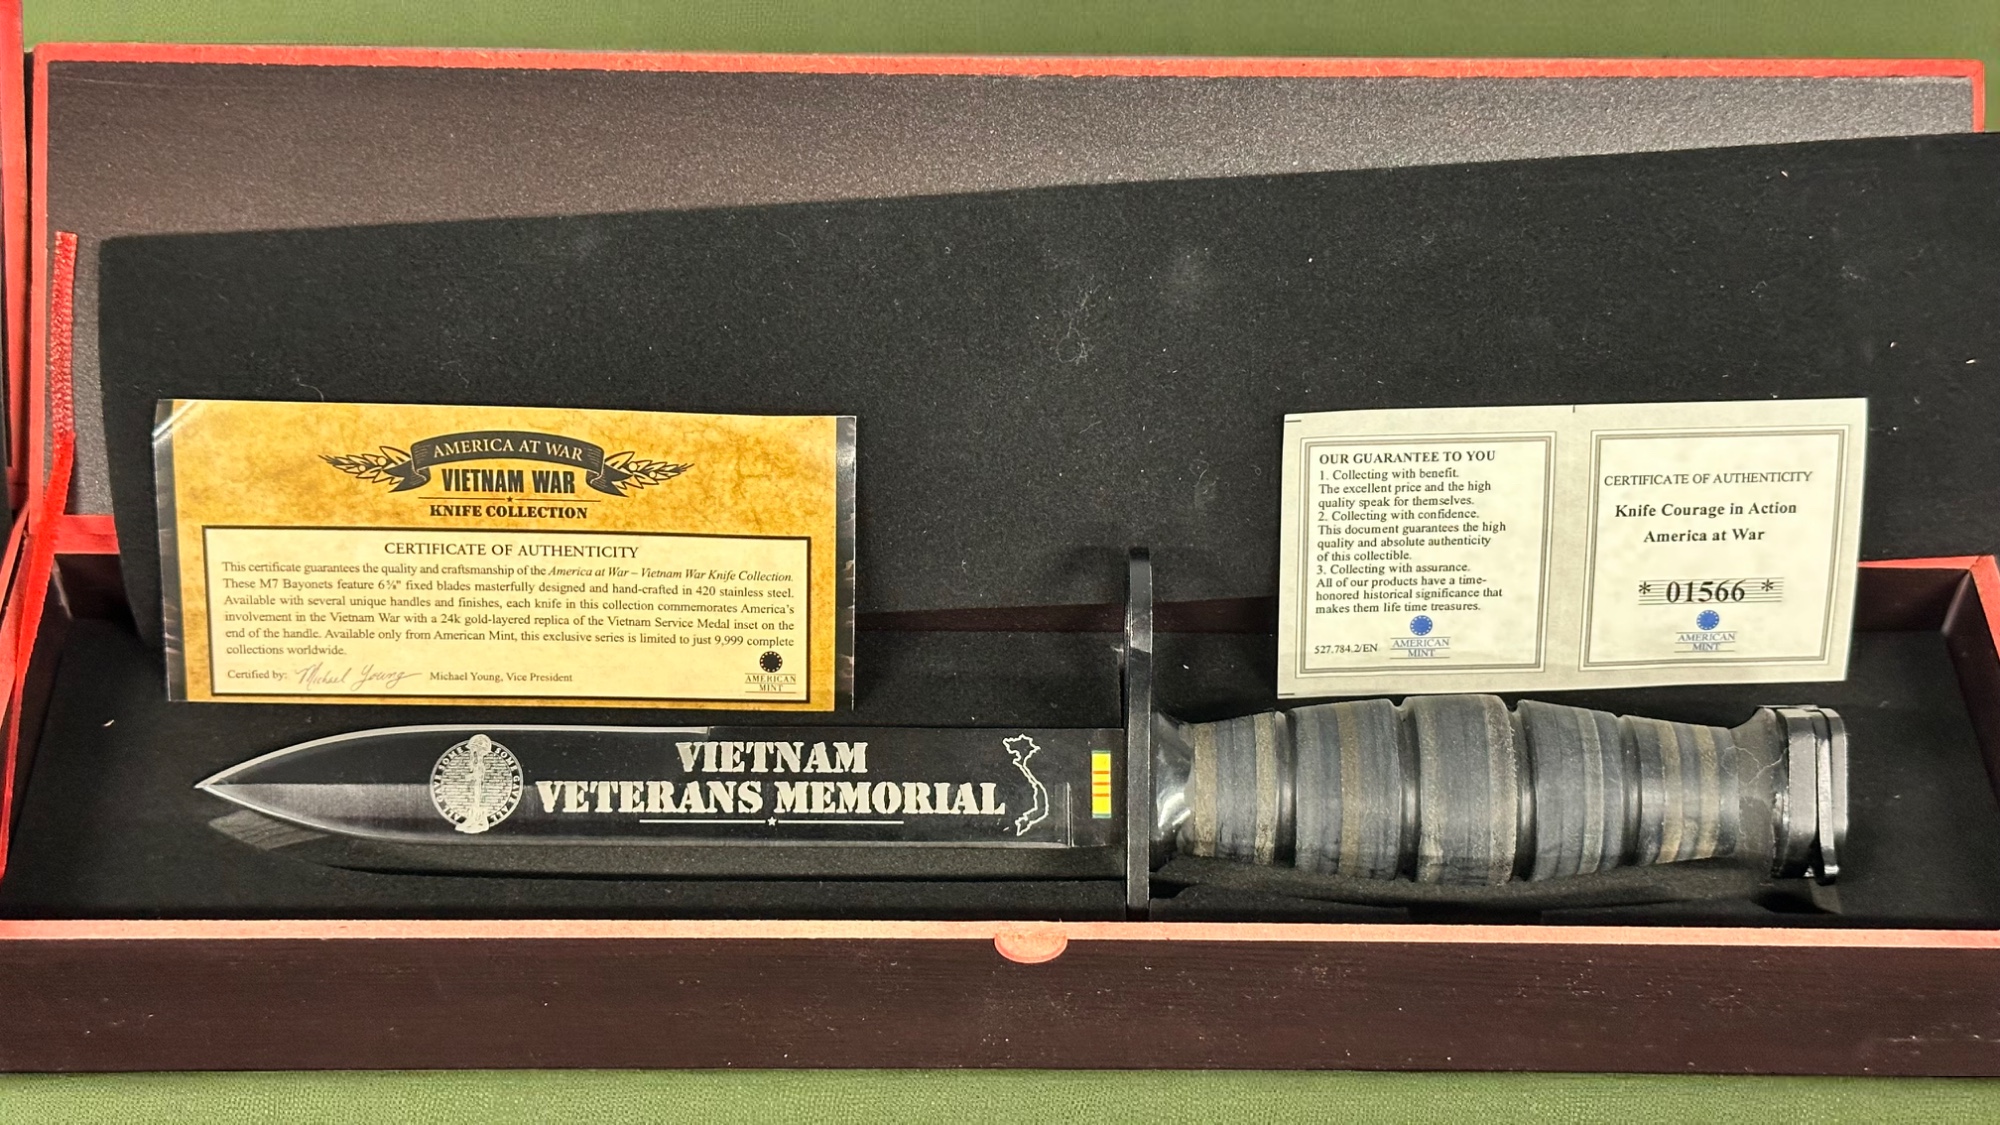 AMERICA AT WAR
VIETNAM WAR
KNIFE COLLECTION
CERTIFICATE OF AUTHENTICITY
This certificate guarantees the quality and craftsmanship of the America at War – Vietnam War Knife Collection.
These M7 Bayonets feature 6¾" fixed blades masterfully designed and hand-crafted in 420 stainless steel.
Available with several unique handles and finishes, each knife in this collection commemorates America's
involvement in the Vietnam War with a 24k gold-layered replica of the Vietnam Service Medal inset on the
end of the handle. Available only from American Mint, this exclusive series is limited to just 9,999 complete
collections worldwide.
Certified by: Michael Young Michael Young, Vice President
AMERICAN
MINT
OUR GUARANTEE TO YOU
1. Collecting with benefit.
The excellent price and the high
quality speak for themselves.
2. Collecting with confidence.
This document guarantees the high
quality and absolute authenticity
of this collectible.
3. Collecting with assurance.
All of our products have a time-
honored historical significance that
makes them life time treasures.
527.784.2/EN
AMERICAN
MINT
CERTIFICATE OF AUTHENTICITY
Knife Courage in Action
America at War
* 01566 *
AMERICAN
MINT
ALL GAVE SOME SOME GAVE ALL
VIETNAM
VETERANS MEMORIAL